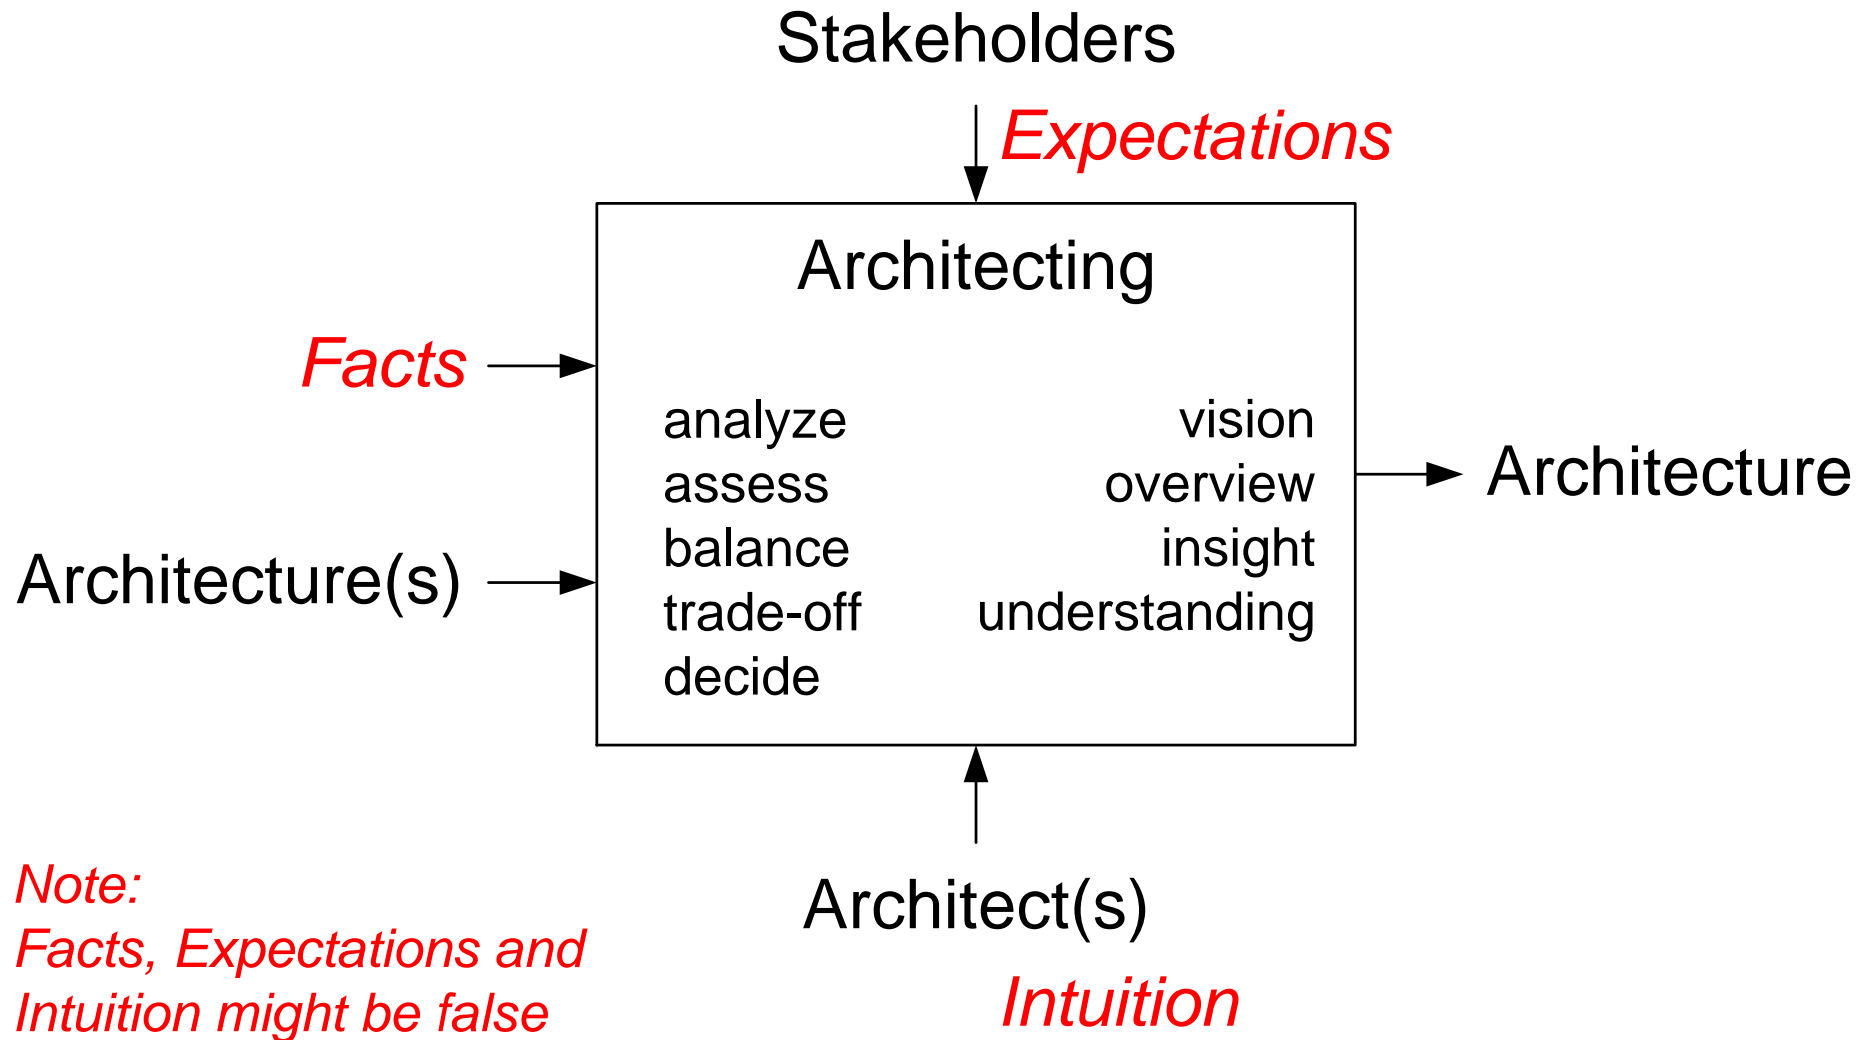 Stakeholders
Expectations
Architecting
Facts
analyze
assess
balance
trade-off
decide
vision
overview
insight
understanding
Architecture(s)
Architecture
Architect(s)
Intuition
Note:
Facts, Expectations and
Intuition might be false